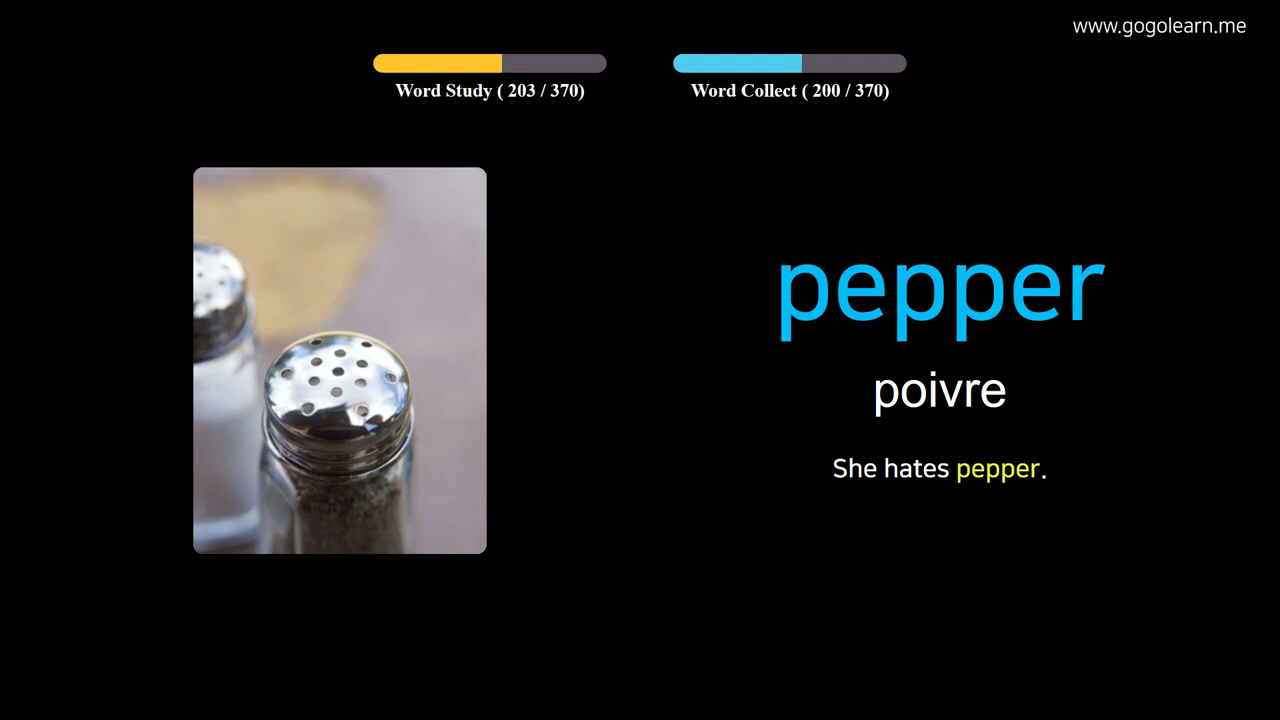 www.gogolearn.me
Word Study ( 203 / 370)
Word Collect ( 200 / 370)
pepper
poivre
She hates pepper.